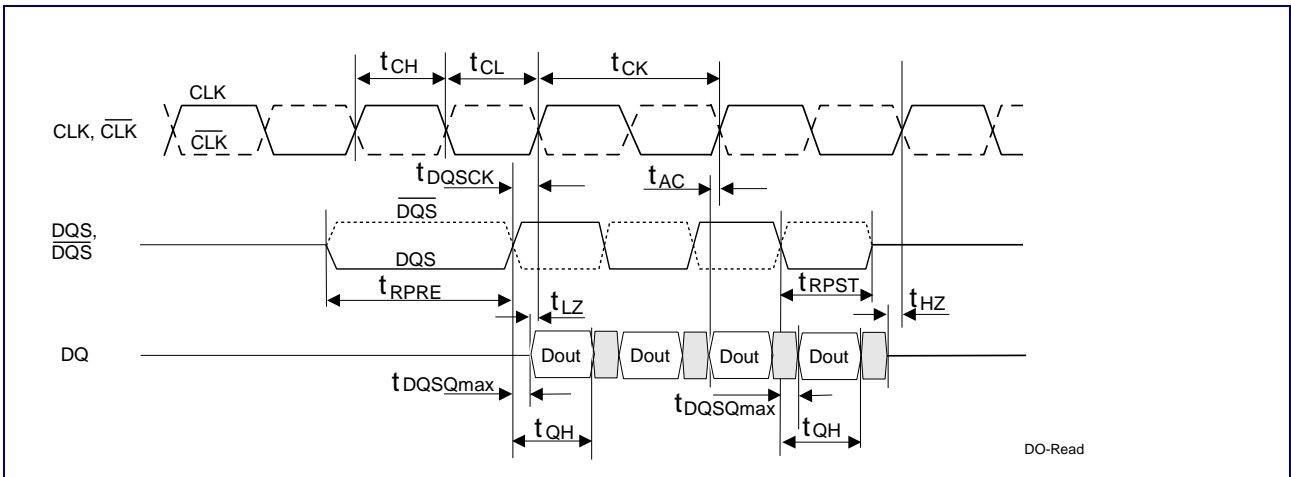 tCH tCL tCK
CLK
CLK, CLK
CLK
tDQSCK tAC
DQS
DQS,
DQS
DQS
tRPRE tLZ tRPST tHZ
DQ Dout Dout Dout Dout
tDQSQmax tDQSQmax
tQH tQH
DO-Read